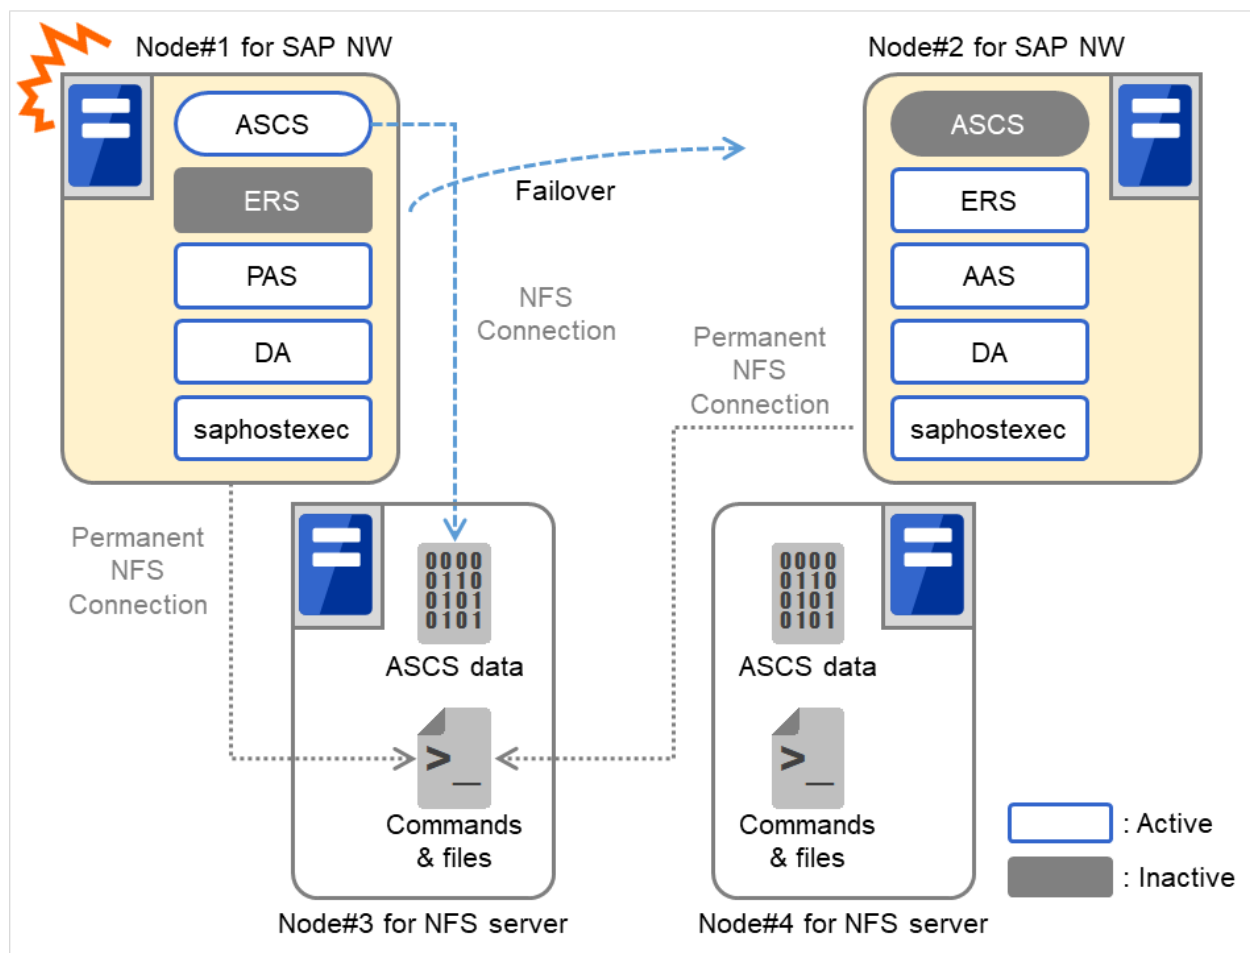 Node#1 for SAP NW
Node#2 for SAP NW
ASCS
ERS
PAS
DA
saphostexec
Failover
NFS
Connection
ASCS
ERS
AAS
DA
saphostexec
Permanent
NFS
Connection
Permanent
NFS
Connection
0000
0110
0101
0101
ASCS data
>_
Commands
& files
Node#3 for NFS server
0000
0110
0101
0101
ASCS data
>_
Commands
& files
Node#4 for NFS server
: Active
: Inactive